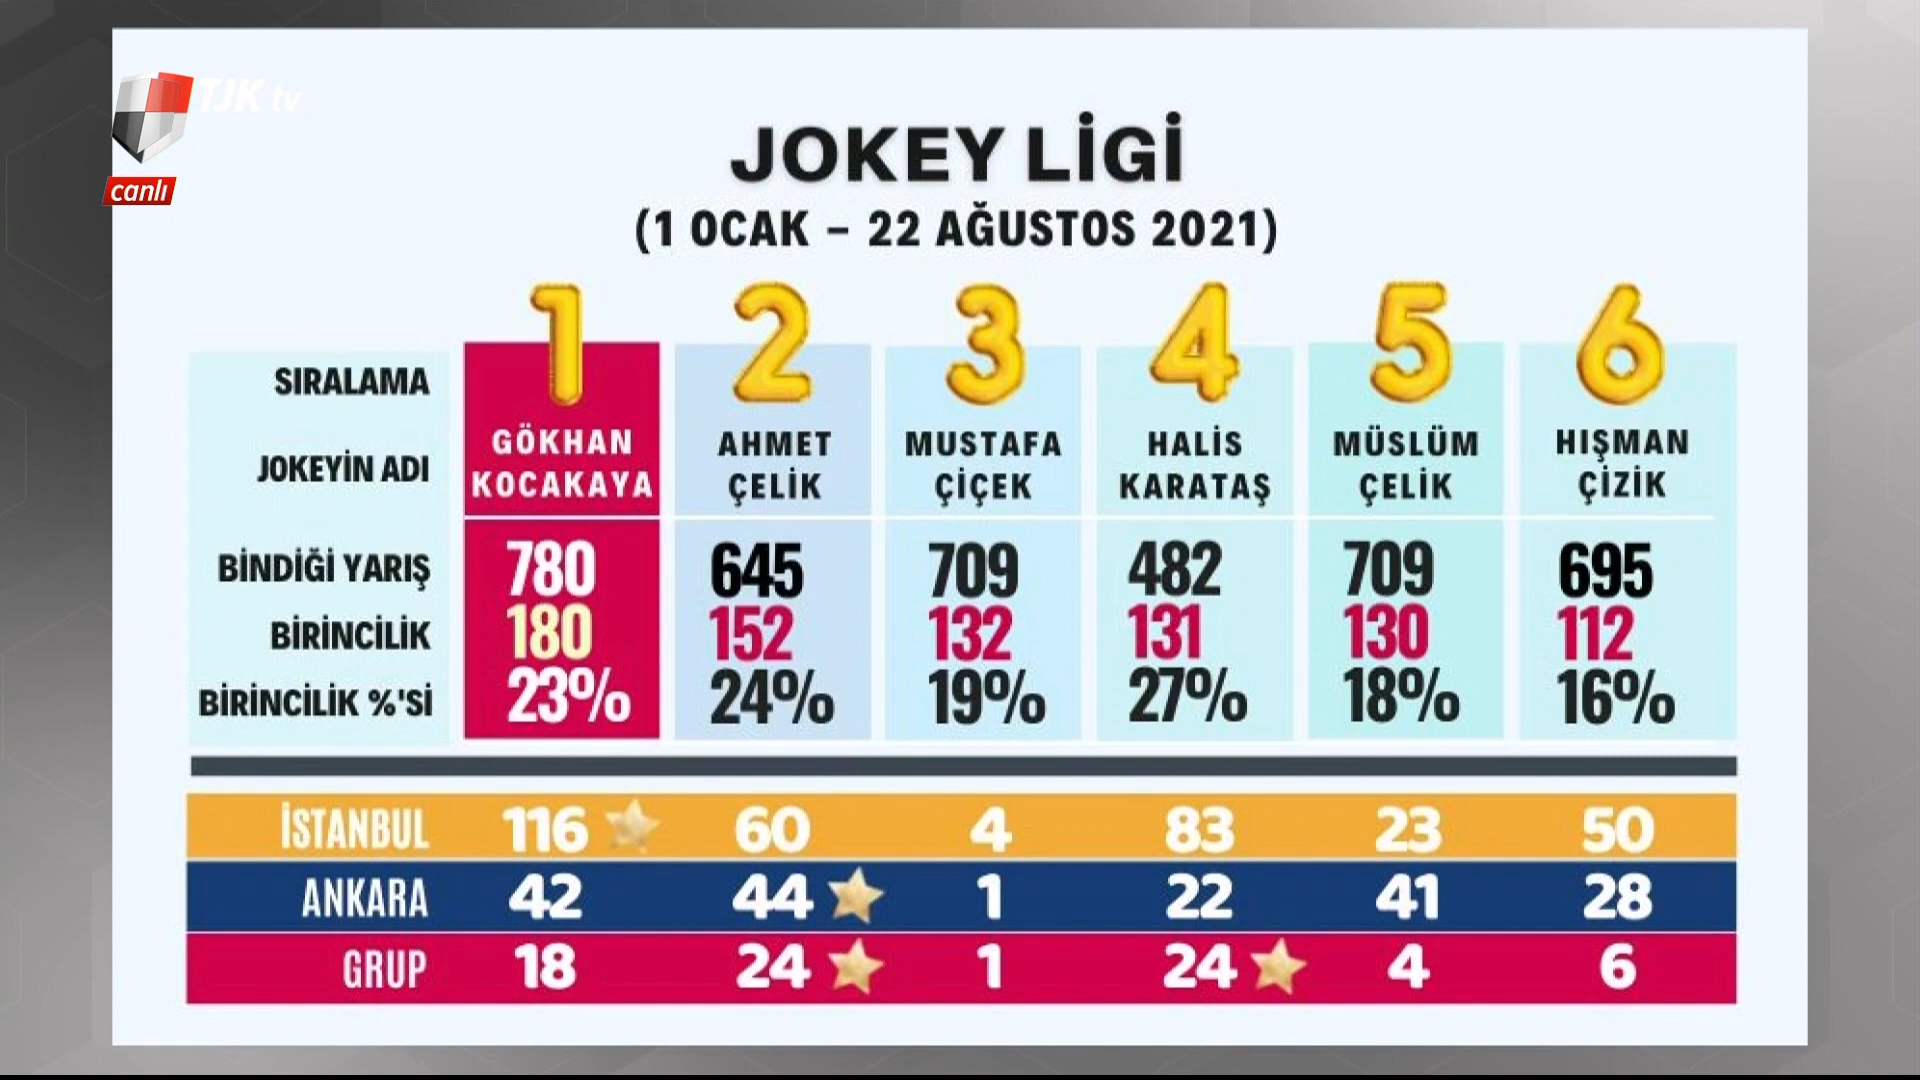 TJK tv
canlı
JOKEY LİGİ
(1 OCAK – 22 AĞUSTOS 2021)
SIRALAMA 1 2 3 4 5 6
JOKEYİN ADI
GÖKHAN KOCAKAYA
AHMET ÇELİK
MUSTAFA ÇİÇEK
HALİS KARATAŞ
MÜSLÜM ÇELİK
HIŞMAN ÇİZİK
BİNDİĞİ YARIŞ 780 645 709 482 709 695
BİRİNCİLİK 180 152 132 131 130 112
BİRİNCİLİK %'Sİ 23% 24% 19% 27% 18% 16%
İSTANBUL 116 60 4 83 23 50
ANKARA 42 44 1 22 41 28
GRUP 18 24 1 24 4 6